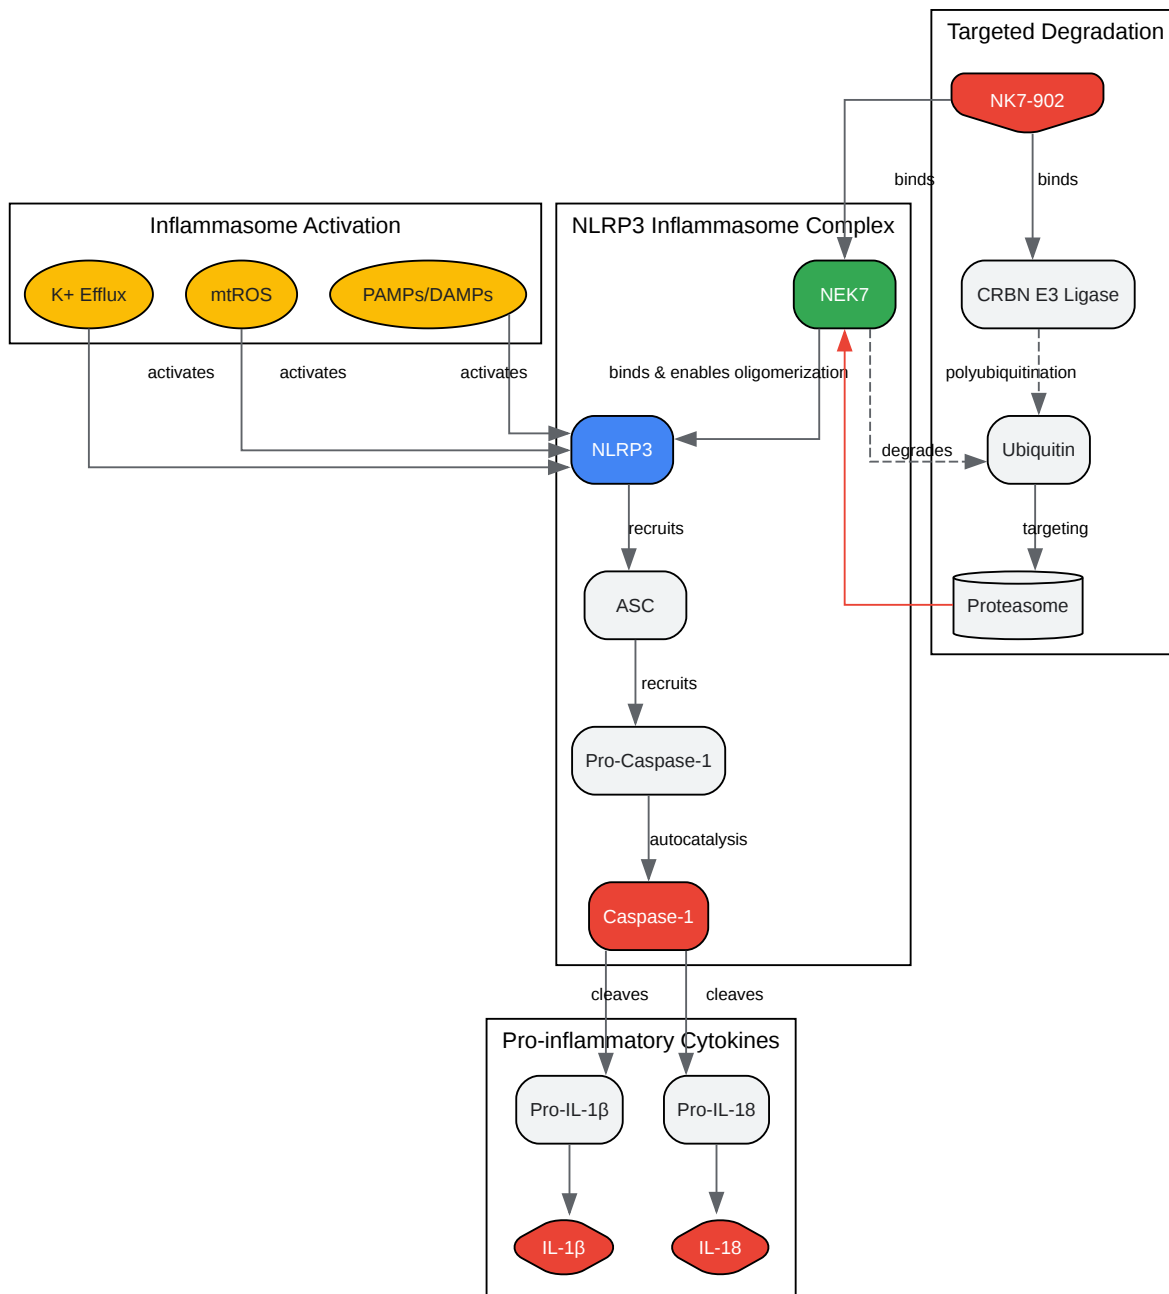 Targeted Degradation
NK7-902
binds
binds
Inflammasome Activation
NLRP3 Inflammasome Complex
K+ Efflux
mtROS
PAMPs/DAMPs
NEK7
CRBN E3 Ligase
activates
activates
activates
binds & enables oligomerization
polyubiquitination
NLRP3
degrades
Ubiquitin
recruits
targeting
ASC
Proteasome
recruits
Pro-Caspase-1
autocatalysis
Caspase-1
cleaves
cleaves
Pro-inflammatory Cytokines
Pro-IL-1β
Pro-IL-18
IL-1β
IL-18